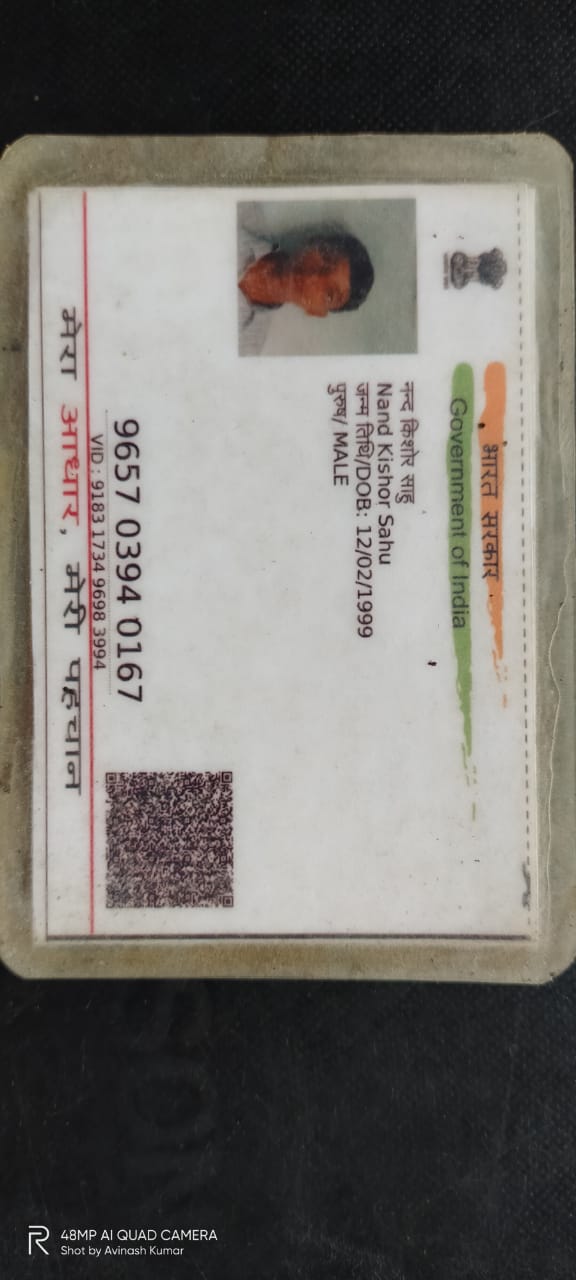 भारत सरकार
Government of India
नन्द किशोर साहु
Nand Kishor Sahu
जन्म तिथि/DOB: 12/02/1999
पुरुष/ MALE
9657 0394 0167
VID : 9183 1734 9698 3994
मेरा आधार, मेरी पहचान
48MP AI QUAD CAMERA
Shot by Avinash Kumar